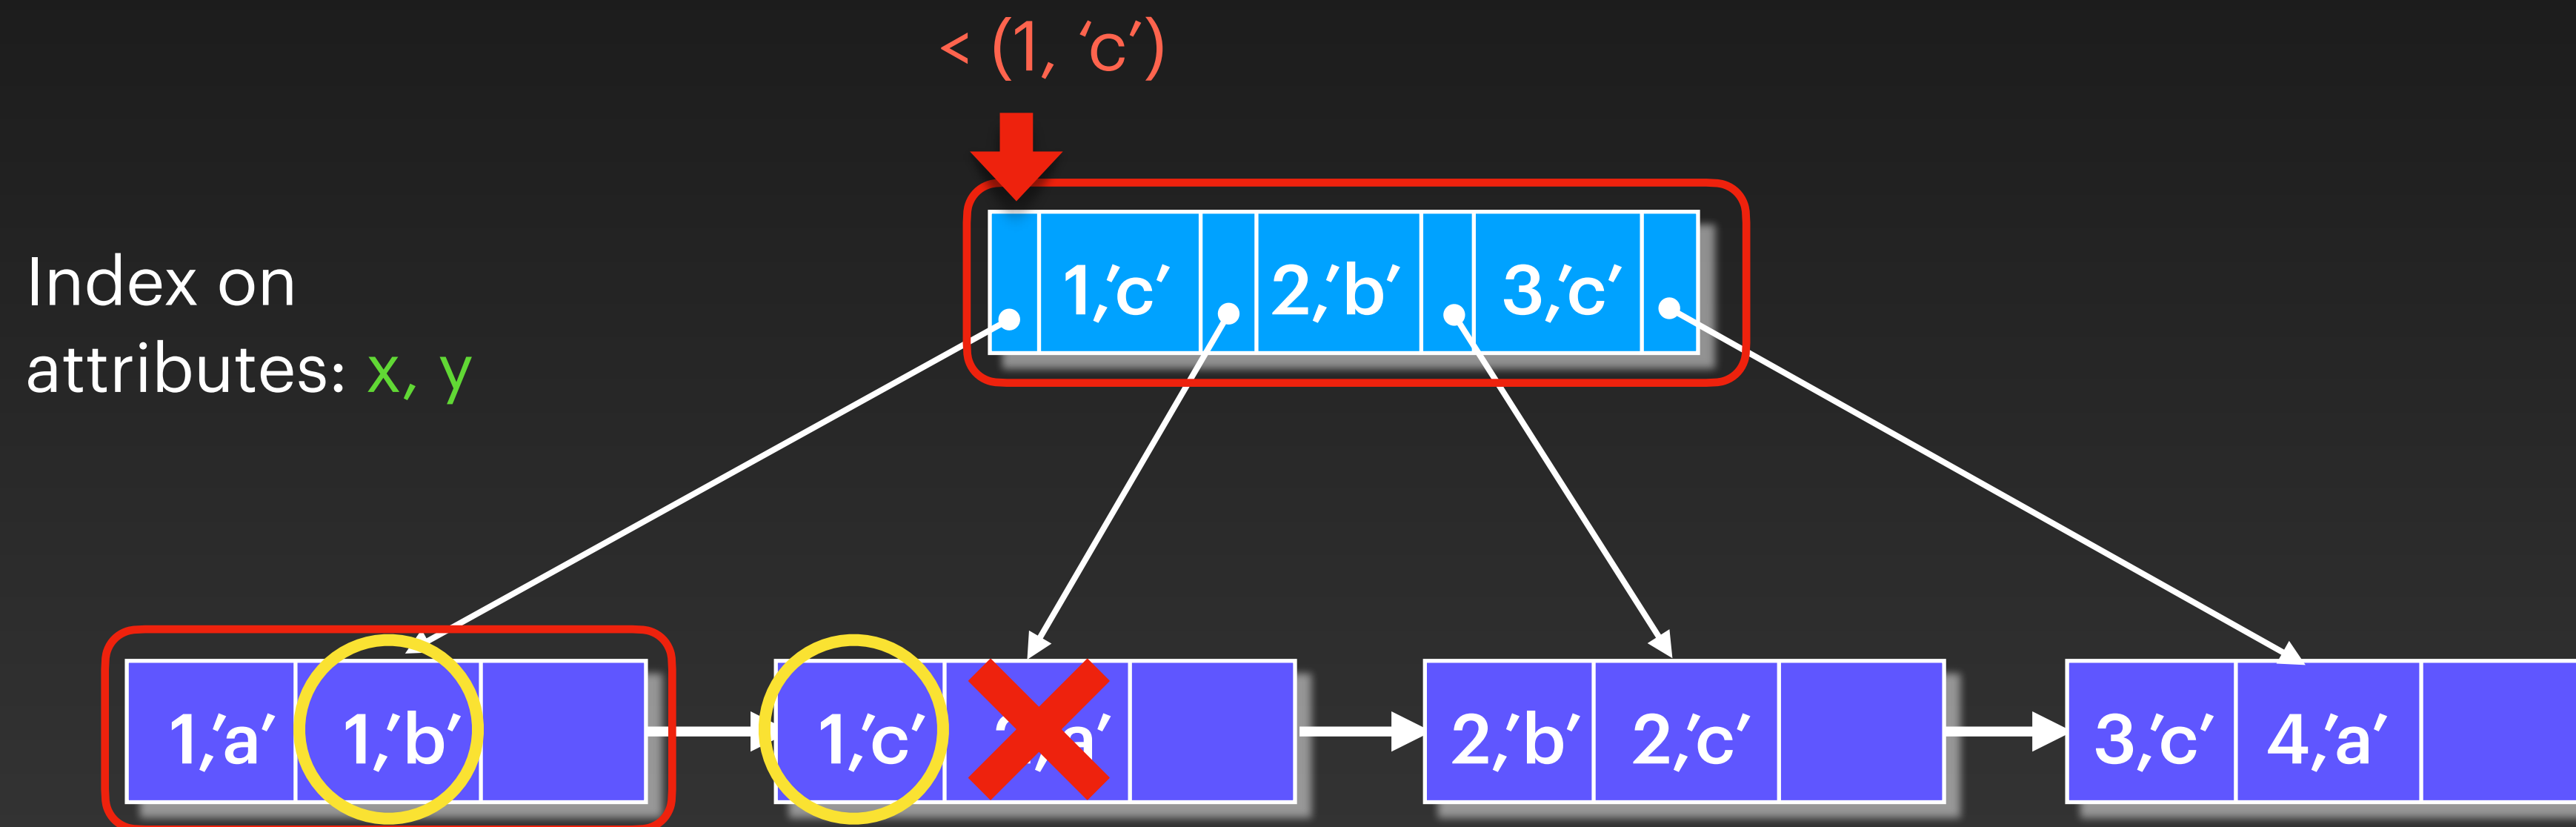 < (1, ‘c’)
Index on
attributes: x, y
1,‘c’ 2,‘b’ 3,‘c’
1,‘a’ 1,‘b’ 1,‘c’ 2,‘b’ 2,‘c’ 3,‘c’ 4,‘a’